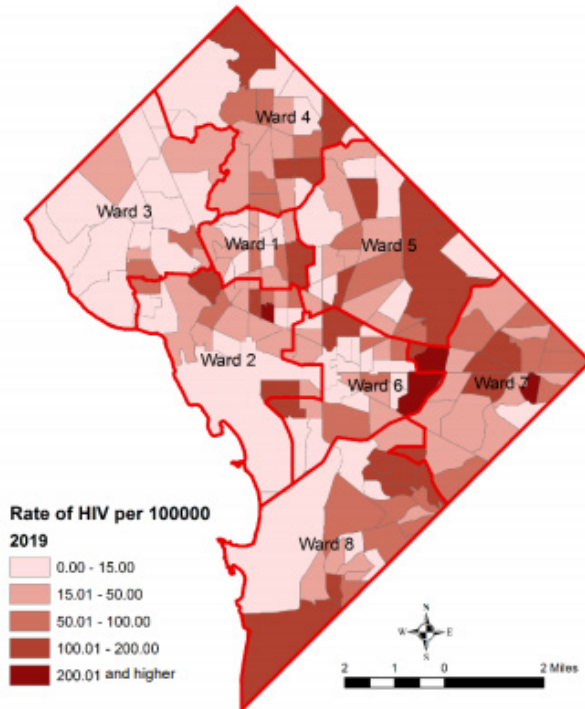 Ward 4
Ward 3
Ward 1
Ward 5
Ward 2
Ward 6
Ward 7
Ward 8
Rate of HIV per 100000
2019
0.00 - 15.00
15.01 - 50.00
50.01 - 100.00
100.01 - 200.00
200.01 and higher
N
W E
S
2 1 0 2 Miles